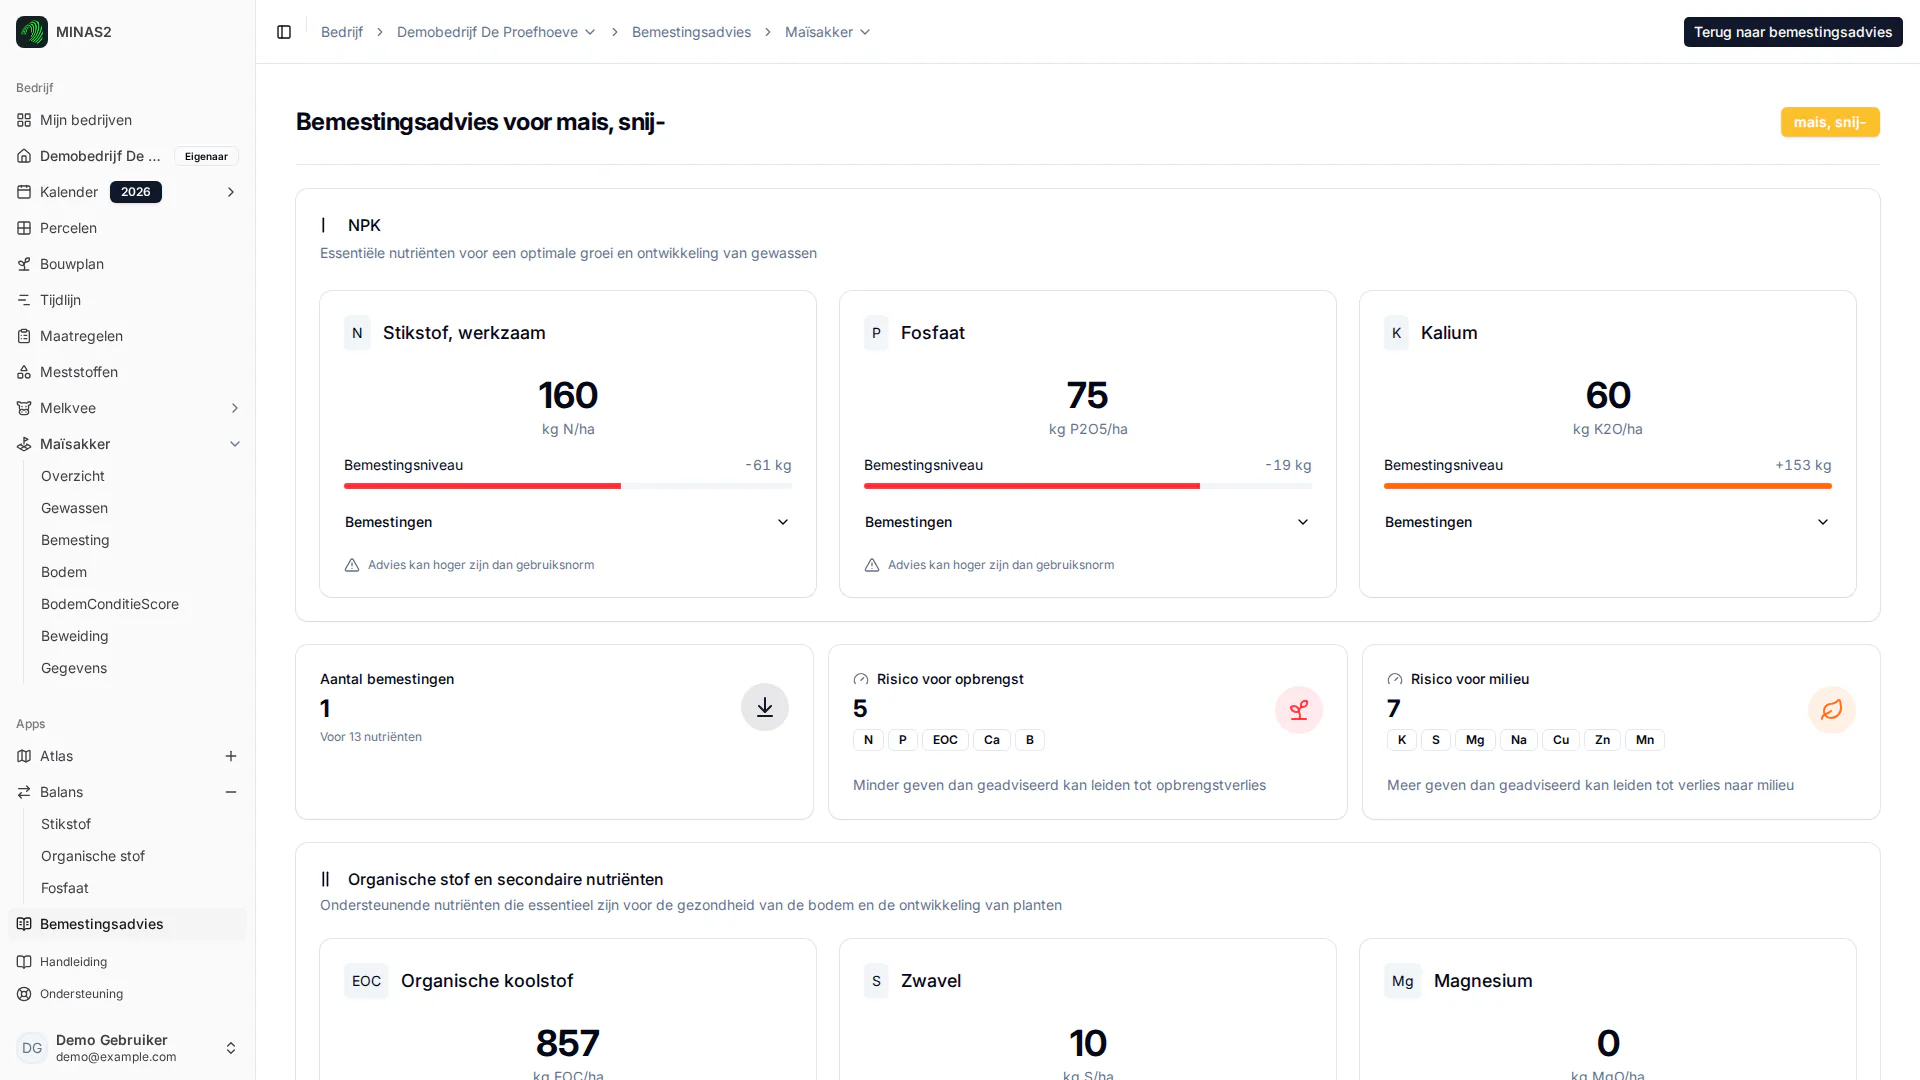 MINAS2
Bedrijf
Mijn bedrijven
Demobedrijf De ... Eigenaar
Kalender 2026
Percelen
Bouwplan
Tijdlijn
Maatregelen
Meststoffen
Melkvee
Maïsakker
Overzicht
Gewassen
Bemesting
Bodem
BodemConditieScore
Beweiding
Gegevens
Apps
Atlas
Balans
Stikstof
Organische stof
Fosfaat
Bemestingsadvies
Handleiding
Ondersteuning
DG Demo Gebruiker
demo@example.com
Bedrijf > Demobedrijf De Proefhoeve > Bemestingsadvies > Maïsakker
Terug naar bemestingsadvies
Bemestingsadvies voor mais, snij-
mais, snij-
NPK
Essentiële nutriënten voor een optimale groei en ontwikkeling van gewassen
N Stikstof, werkzaam
160
kg N/ha
Bemestingsniveau -61 kg
Bemestingen
Advies kan hoger zijn dan gebruiksnorm
P Fosfaat
75
kg P2O5/ha
Bemestingsniveau -19 kg
Bemestingen
Advies kan hoger zijn dan gebruiksnorm
K Kalium
60
kg K2O/ha
Bemestingsniveau +153 kg
Bemestingen
Aantal bemestingen
1
Voor 13 nutriënten
Risico voor opbrengst
5
N P EOC Ca B
Minder geven dan geadviseerd kan leiden tot opbrengstverlies
Risico voor milieu
7
K S Mg Na Cu Zn Mn
Meer geven dan geadviseerd kan leiden tot verlies naar milieu
Organische stof en secondaire nutriënten
Ondersteunende nutriënten die essentieel zijn voor de gezondheid van de bodem en de ontwikkeling van planten
EOC Organische koolstof
857
kg EOC/ha
S Zwavel
10
kg S/ha
Mg Magnesium
0
kg MgO/ha